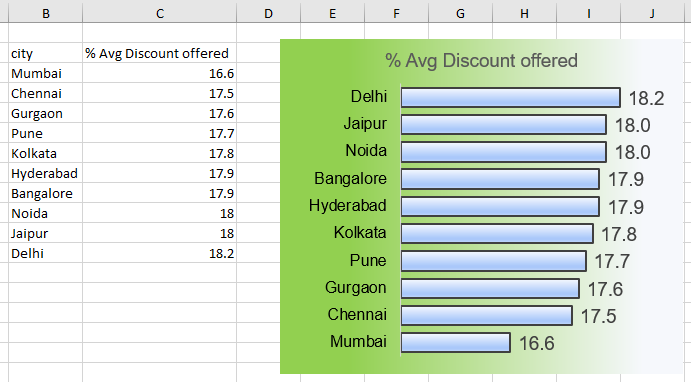 B C D E F G H I J
city % Avg Discount offered
Mumbai 16.6
Chennai 17.5
Gurgaon 17.6
Pune 17.7
Kolkata 17.8
Hyderabad 17.9
Bangalore 17.9
Noida 18
Jaipur 18
Delhi 18.2
% Avg Discount offered
Delhi 18.2
Jaipur 18.0
Noida 18.0
Bangalore 17.9
Hyderabad 17.9
Kolkata 17.8
Pune 17.7
Gurgaon 17.6
Chennai 17.5
Mumbai 16.6